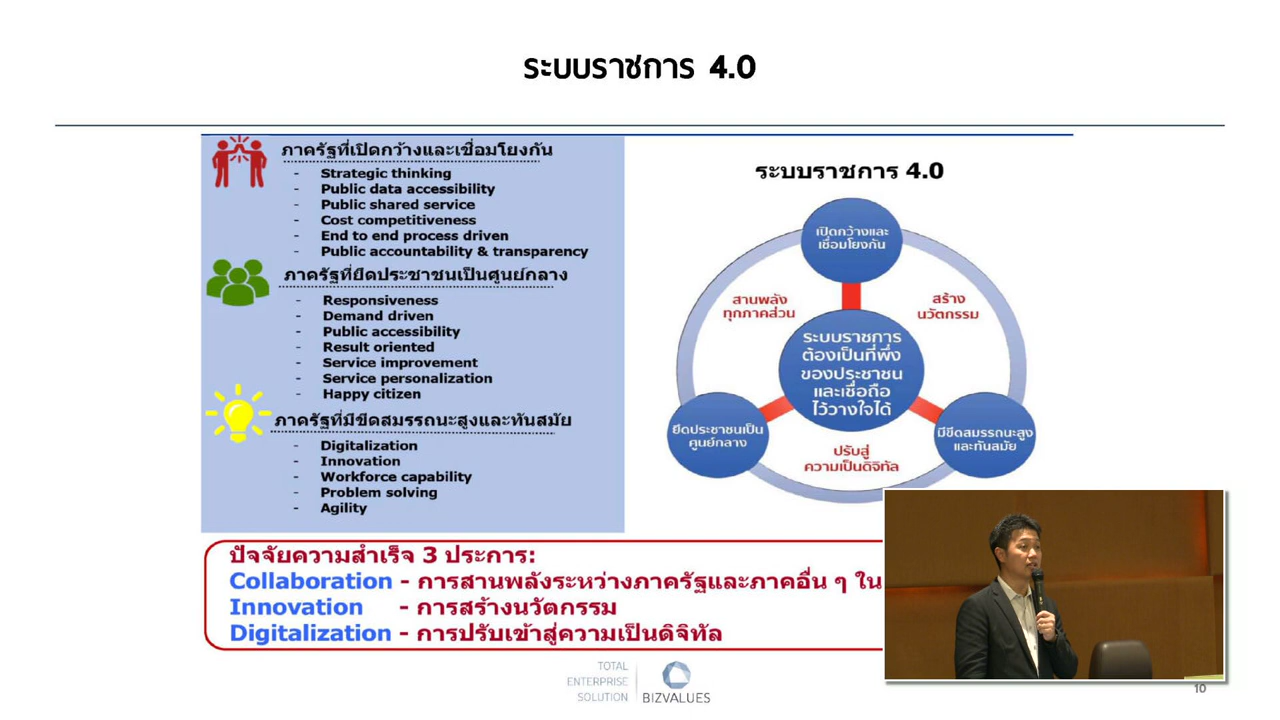 ระบบราชการ 4.0
ภาครัฐที่เปิดกว้างและเชื่อมโยงกัน
- Strategic thinking
- Public data accessibility
- Public shared service
- Cost competitiveness
- End to end process driven
- Public accountability & transparency
ภาครัฐที่ยึดประชาชนเป็นศูนย์กลาง
- Responsiveness
- Demand driven
- Public accessibility
- Result oriented
- Service improvement
- Service personalization
- Happy citizen
ภาครัฐที่มีขีดสมรรถนะสูงและทันสมัย
- Digitalization
- Innovation
- Workforce capability
- Problem solving
- Agility
ระบบราชการ 4.0
เปิดกว้างและ
เชื่อมโยงกัน
สานพลัง
ทุกภาคส่วน
สร้าง
นวัตกรรม
ระบบราชการ
ต้องเป็นที่พึ่ง
ของประชาชน
และเชื่อถือ
ไว้วางใจได้
ยึดประชาชนเป็น
ศูนย์กลาง
มีขีดสมรรถนะสูง
และทันสมัย
ปรับสู่
ความเป็นดิจิทัล
ปัจจัยความสำเร็จ 3 ประการ:
Collaboration - การสานพลังระหว่างภาครัฐและภาคอื่น ๆ ใน
Innovation - การสร้างนวัตกรรม
Digitalization - การปรับเข้าสู่ความเป็นดิจิทัล
TOTAL
ENTERPRISE
SOLUTION
BIZVALUES
10